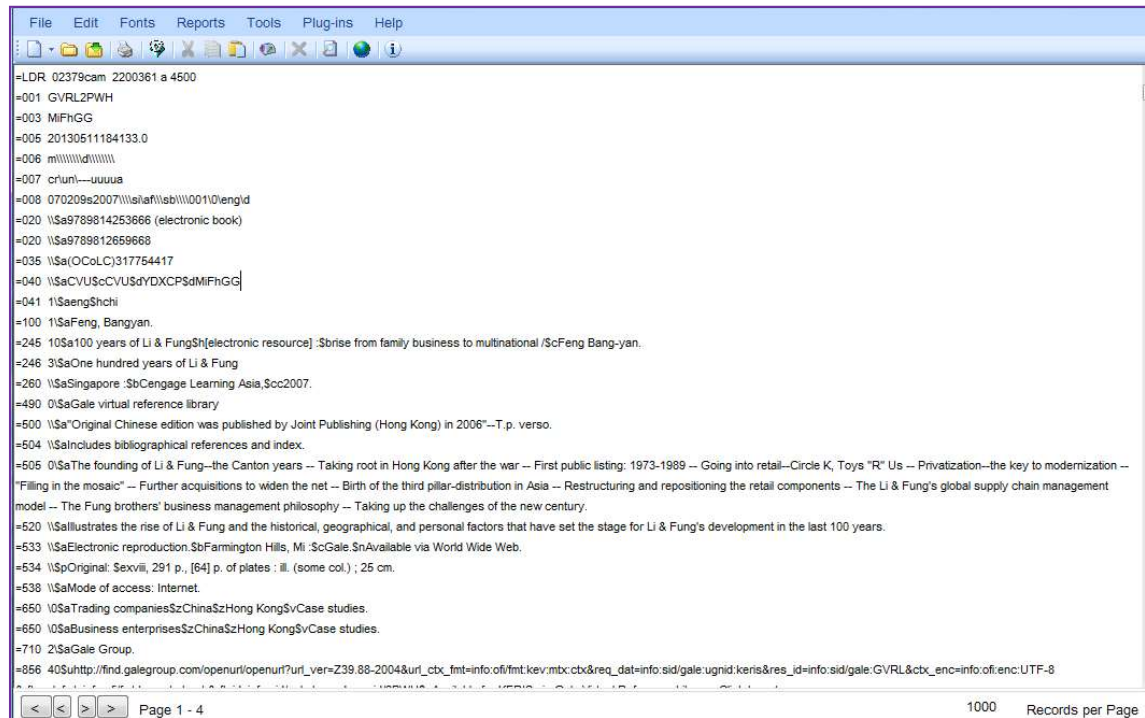 File Edit Fonts Reports Tools Plug-ins Help
=LDR 02379cam 2200361 a 4500
=001 GVRL2PWH
=003 MiFhGG
=005 20130511184133.0
=006 m\\\\\\\\d\\\\\\\\
=007 cr\un\---uuuua
=008 070209s2007\\\\si\af\\\sb\\\\001\0\eng\d
=020 \\$a9789814253666 (electronic book)
=020 \\$a9789812659668
=035 \\$a(OCoLC)317754417
=040 \\$aCVU$cCVU$dYDXCP$dMiFhGG
=041 1\$aeng$hchi
=100 1\$aFeng, Bangyan.
=245 10$a100 years of Li & Fung$h[electronic resource] :$brise from family business to multinational /$cFeng Bang-yan.
=246 3\$aOne hundred years of Li & Fung
=260 \\$aSingapore :$bCengage Learning Asia,$cc2007.
=490 0\$aGale virtual reference library
=500 \\$a"Original Chinese edition was published by Joint Publishing (Hong Kong) in 2006"--T.p. verso.
=504 \\$aIncludes bibliographical references and index.
=505 0\$aThe founding of Li & Fung--the Canton years -- Taking root in Hong Kong after the war -- First public listing: 1973-1989 -- Going into retail--Circle K, Toys "R" Us -- Privatization--the key to modernization --
"Filling in the mosaic" -- Further acquisitions to widen the net -- Birth of the third pillar-distribution in Asia -- Restructuring and repositioning the retail components -- The Li & Fung's global supply chain management
model -- The Fung brothers' business management philosophy -- Taking up the challenges of the new century.
=520 \\$aIllustrates the rise of Li & Fung and the historical, geographical, and personal factors that have set the stage for Li & Fung's development in the last 100 years.
=533 \\$aElectronic reproduction.$bFarmington Hills, Mi :$cGale.$nAvailable via World Wide Web.
=534 \\$pOriginal: $exviii, 291 p., [64] p. of plates : ill. (some col.) ; 25 cm.
=538 \\$aMode of access: Internet.
=650 \0$aTrading companies$zChina$zHong Kong$vCase studies.
=650 \0$aBusiness enterprises$zChina$zHong Kong$vCase studies.
=710 2\$aGale Group.
=856 40$uhttp://find.galegroup.com/openurl/openurl?url_ver=Z39.88-2004&url_ctx_fmt=info:ofi/fmt:kev:mtx:ctx&req_dat=info:sid/gale:ugnid:keris&res_id=info:sid/gale:GVRL&ctx_enc=info:ofi:enc:UTF-8
< < > > Page 1 - 4 1000 Records per Page